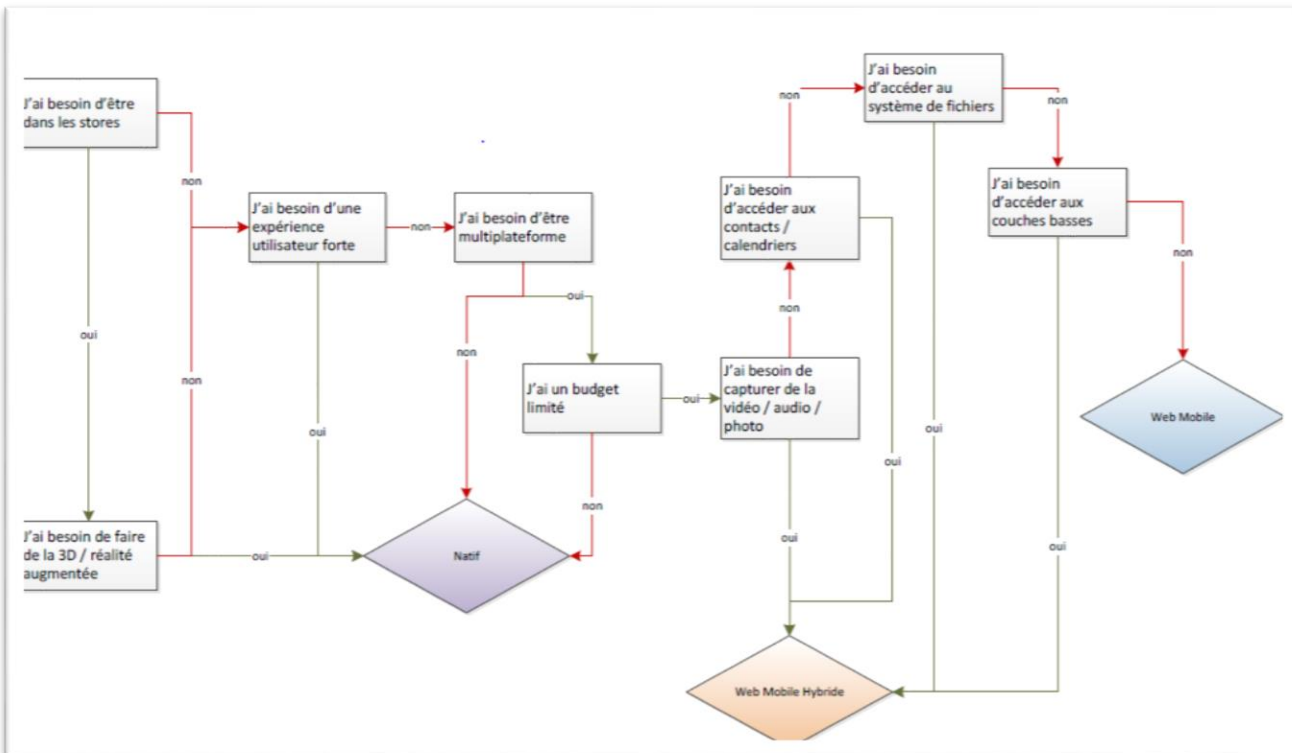 J'ai besoin d'être
dans les stores
non
oui
non
J'ai besoin de faire
de la 3D / réalité
augmentée
oui
J'ai besoin d'une
expérience
utilisateur forte
non
oui
J'ai besoin d'être
multiplateforme
oui
non
J'ai un budget
limité
oui
non
Natif
J'ai besoin de
capturer de la
vidéo / audio /
photo
non
oui
J'ai besoin
d'accéder aux
contacts /
calendriers
non
oui
J'ai besoin
d'accéder au
système de fichiers
non
oui
J'ai besoin
d'accéder aux
couches basses
non
oui
Web Mobile
Web Mobile Hybride